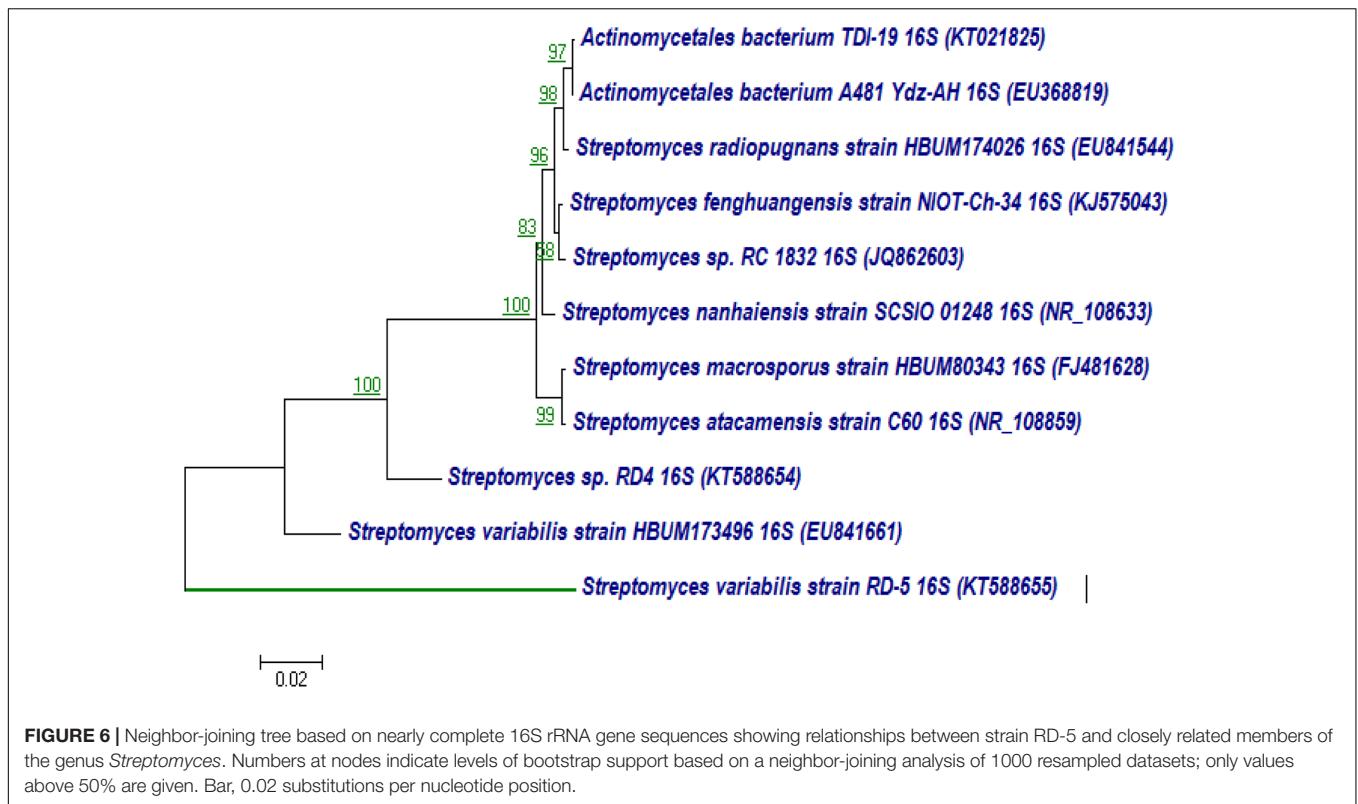 97
Actinomycetales bacterium TDI-19 16S (KT021825)
98
Actinomycetales bacterium A481 Ydz-AH 16S (EU368819)
Streptomyces radiopugnans strain HBUM174026 16S (EU841544)
96
Streptomyces fenghuangensis strain NIOT-Ch-34 16S (KJ575043)
83
58
Streptomyces sp. RC 1832 16S (JQ862603)
100
Streptomyces nanhaiensis strain SCSIO 01248 16S (NR_108633)
Streptomyces macrosporus strain HBUM80343 16S (FJ481628)
100
99
Streptomyces atacamensis strain C60 16S (NR_108859)
Streptomyces sp. RD4 16S (KT588654)
Streptomyces variabilis strain HBUM173496 16S (EU841661)
Streptomyces variabilis strain RD-5 16S (KT588655)
0.02
FIGURE 6 | Neighbor-joining tree based on nearly complete 16S rRNA gene sequences showing relationships between strain RD-5 and closely related members of
the genus Streptomyces. Numbers at nodes indicate levels of bootstrap support based on a neighbor-joining analysis of 1000 resampled datasets; only values
above 50% are given. Bar, 0.02 substitutions per nucleotide position.